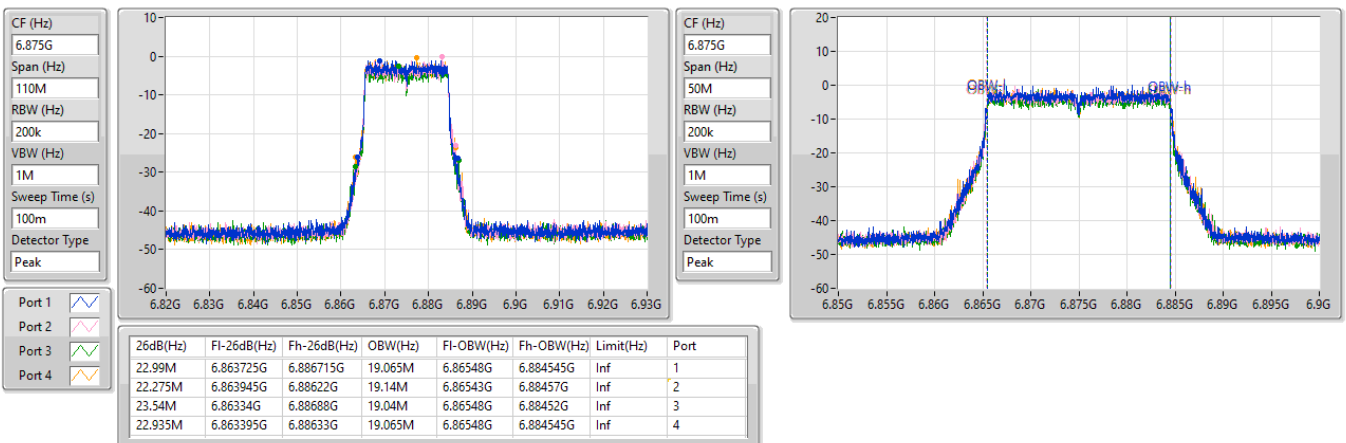 CF (Hz)
6.875G
Span (Hz)
110M
RBW (Hz)
200k
VBW (Hz)
1M
Sweep Time (s)
100m
Detector Type
Peak
10
0
-10
-20
-30
-40
-50
-60
6.82G 6.83G 6.84G 6.85G 6.86G 6.87G 6.88G 6.89G 6.9G 6.91G 6.92G 6.93G
CF (Hz)
6.875G
Span (Hz)
50M
RBW (Hz)
200k
VBW (Hz)
1M
Sweep Time (s)
100m
Detector Type
Peak
20
10
0
-10
-20
-30
-40
-50
-60
OBW-l OBW-h
6.85G 6.855G 6.86G 6.865G 6.87G 6.875G 6.88G 6.885G 6.89G 6.895G 6.9G
Port 1
Port 2
Port 3
Port 4
26dB(Hz) Fl-26dB(Hz) Fh-26dB(Hz) OBW(Hz) Fl-OBW(Hz) Fh-OBW(Hz) Limit(Hz) Port
22.99M 6.863725G 6.886715G 19.065M 6.86548G 6.884545G Inf 1
22.275M 6.863945G 6.88622G 19.14M 6.86543G 6.88457G Inf 2
23.54M 6.86334G 6.88688G 19.04M 6.86548G 6.88452G Inf 3
22.935M 6.863395G 6.88633G 19.065M 6.86548G 6.884545G Inf 4